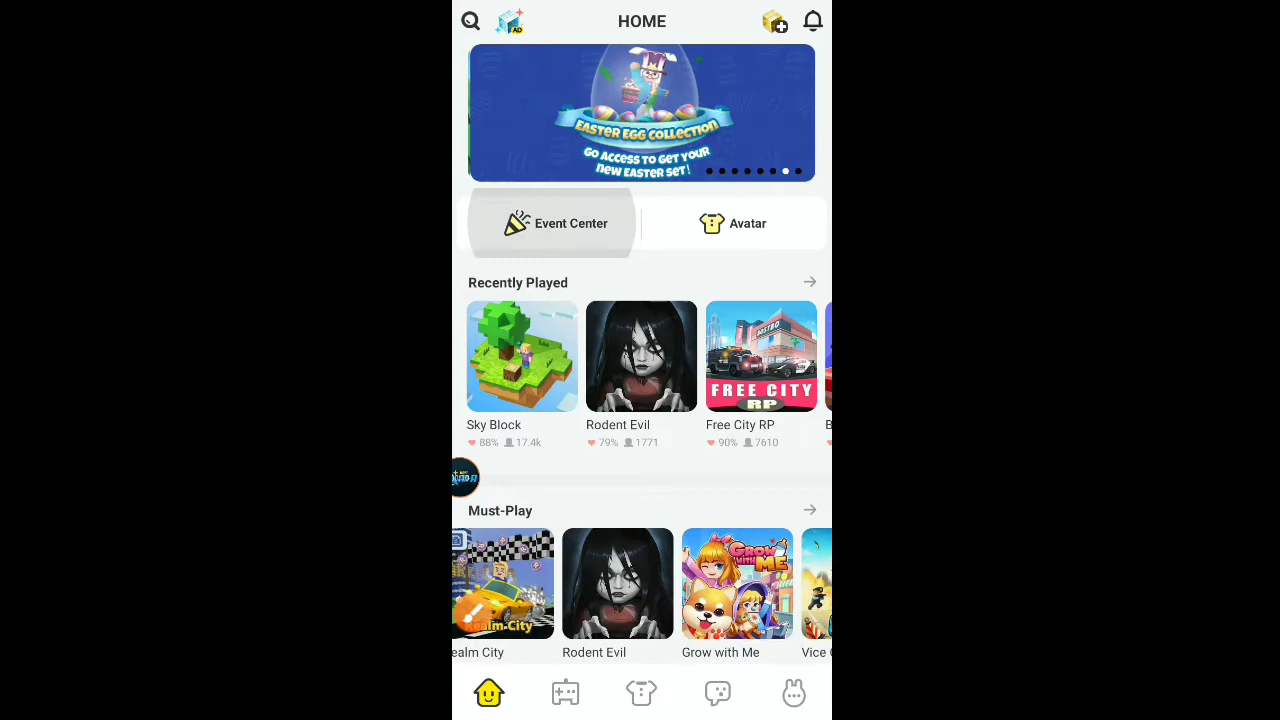 AD
HOME
EASTER EGG COLLECTION
GO ACCESS TO GET YOUR
NEW EASTER SET!
Event Center
Avatar
Recently Played
BISTRO
FREE CITY
RP
Sky Block
Rodent Evil
Free City RP
88% 17.4k
79% 1771
90% 7610
Must-Play
Realm City
GROW
WITH ME
ealm City
Rodent Evil
Grow with Me
Vice